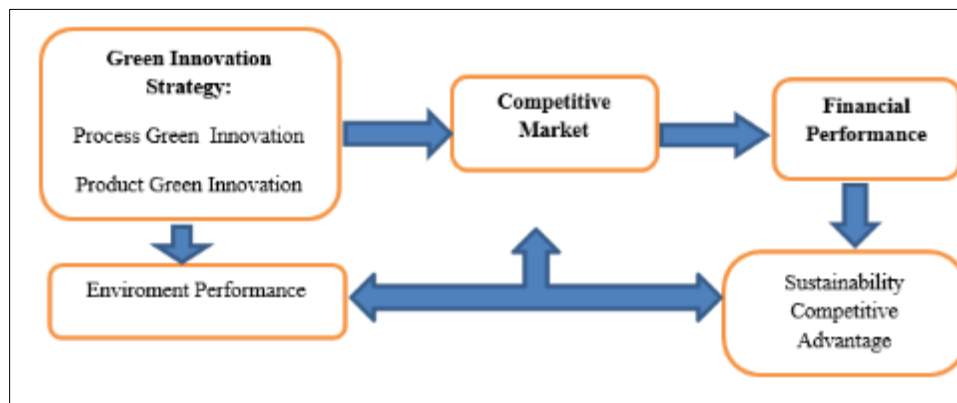 Green Innovation
Strategy:
Process Green Innovation
Product Green Innovation
Competitive
Market
Financial
Performance
Enviroment Performance
Sustainability
Competitive
Advantage